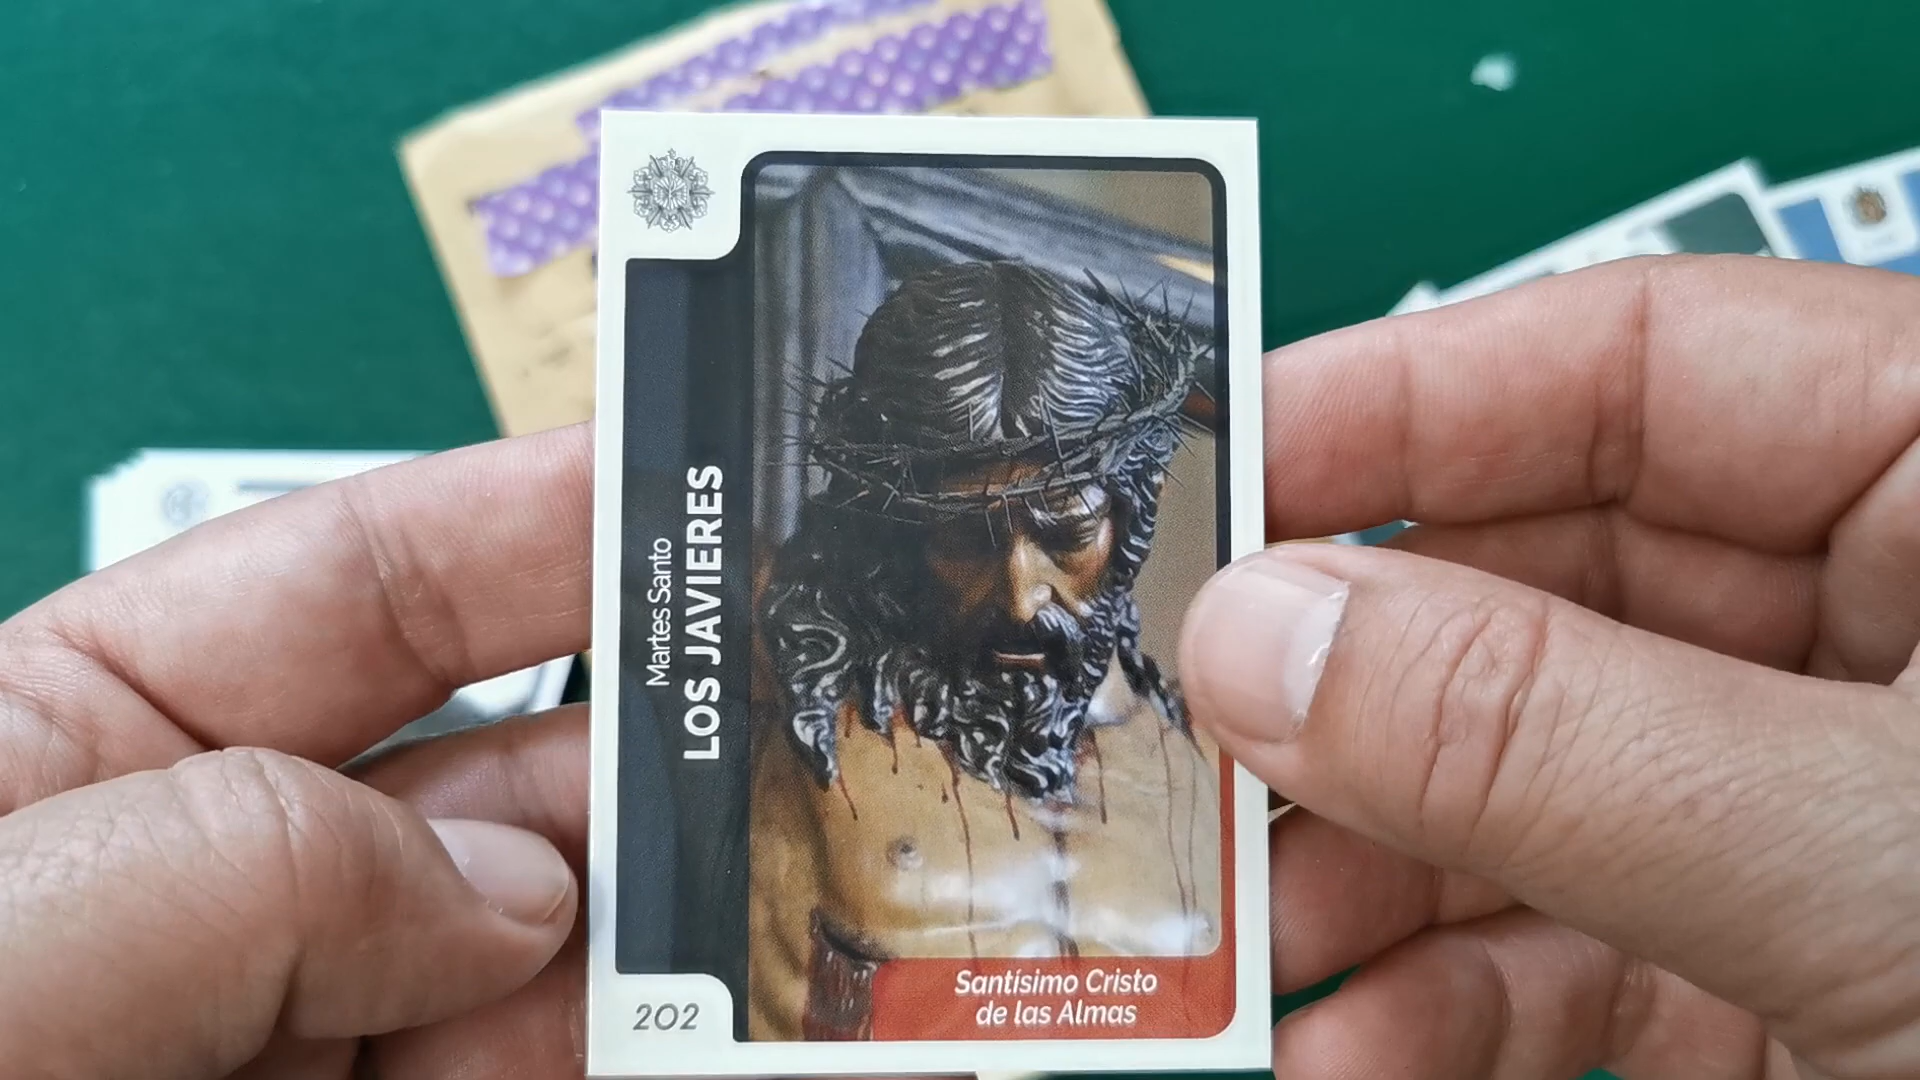 Martes Santo
LOS JAVIERES
Santísimo Cristo
de las Almas
202